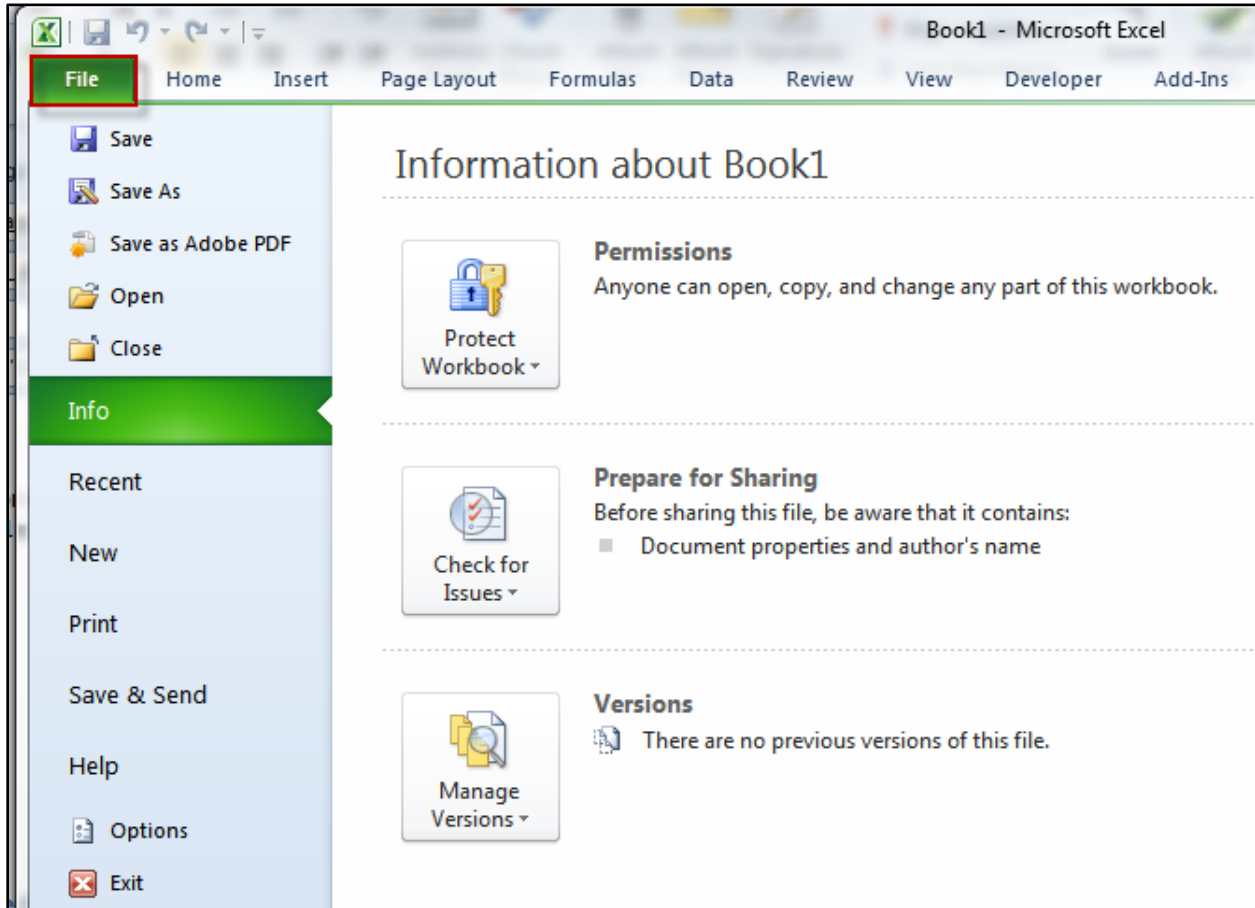 Book1 - Microsoft Excel
File Home Insert Page Layout Formulas Data Review View Developer Add-Ins
Save
Save As
Save as Adobe PDF
Open
Close
Info
Recent
New
Print
Save & Send
Help
Options
Exit
Information about Book1
Protect
Workbook
Permissions
Anyone can open, copy, and change any part of this workbook.
Check for
Issues
Prepare for Sharing
Before sharing this file, be aware that it contains:
Document properties and author's name
Manage
Versions
Versions
There are no previous versions of this file.